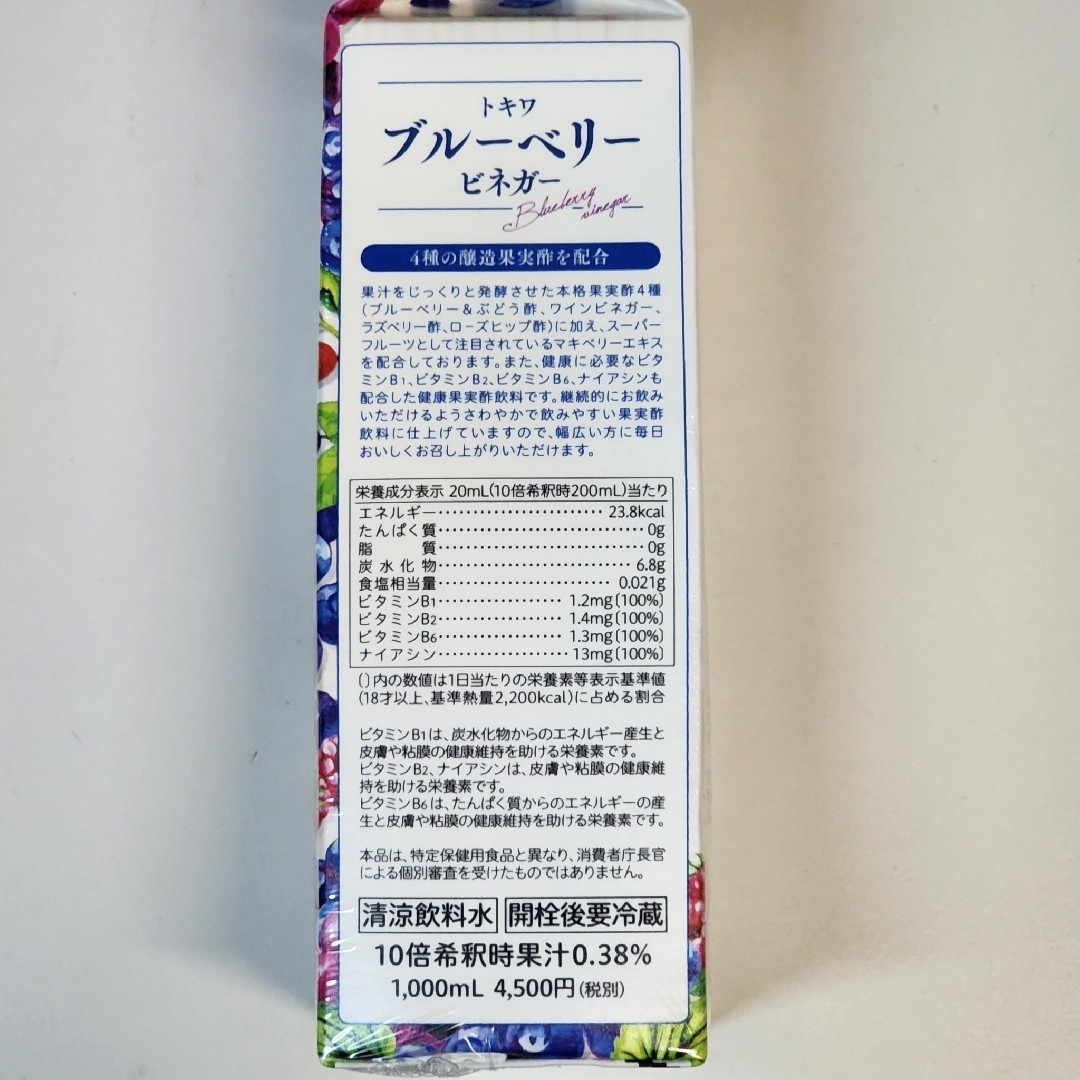 トキワ
ブルーベリー
ビネガー
Blueberry
vinegar
4種の醸造果実酢を配合
果汁をじっくりと発酵させた本格果実酢4種
(ブルーベリー&ぶどう酢、ワインビネガー、
ラズベリー酢、ローズヒップ酢)に加え、スーパー
フルーツとして注目されているマキベリーエキス
を配合しております。また、健康に必要なビタ
ミンB1、ビタミンB2、ビタミンB6、ナイアシンも
配合した健康果実酢飲料です。継続的にお飲み
いただけるようさわやかで飲みやすい果実酢
飲料に仕上げていますので、幅広い方に毎日
おいしくお召し上がりいただけます。
栄養成分表示 20mL(10倍希釈時200mL)当たり
エネルギー・・・・・・・・・・・・・・・・・・・・・・ 23.8kcal
たんぱく質・・・・・・・・・・・・・・・・・・・・・・・・・・・ 0g
脂質・・・・・・・・・・・・・・・・・・・・・・・・・・・ 0g
炭水化物・・・・・・・・・・・・・・・・・・・・・・・・・ 6.8g
食塩相当量・・・・・・・・・・・・・・・・・・・・・・・ 0.021g
ビタミンB1・・・・・・・・・・・・・・・・ 1.2mg(100%)
ビタミンB2・・・・・・・・・・・・・・・・ 1.4mg(100%)
ビタミンB6・・・・・・・・・・・・・・・・ 1.3mg(100%)
ナイアシン・・・・・・・・・・・・・・・・・ 13mg(100%)
()内の数値は1日当たりの栄養素等表示基準値
(18才以上、基準熱量2,200kcal)に占める割合
ビタミンB1は、炭水化物からのエネルギー産生と
皮膚や粘膜の健康維持を助ける栄養素です。
ビタミンB2、ナイアシンは、皮膚や粘膜の健康維
持を助ける栄養素です。
ビタミンB6は、たんぱく質からのエネルギーの産
生と皮膚や粘膜の健康維持を助ける栄養素です。
本品は、特定保健用食品と異なり、消費者庁長官
による個別審査を受けたものではありません。
清涼飲料水 開栓後要冷蔵
10倍希釈時果汁0.38%
1,000mL 4,500円(税別)